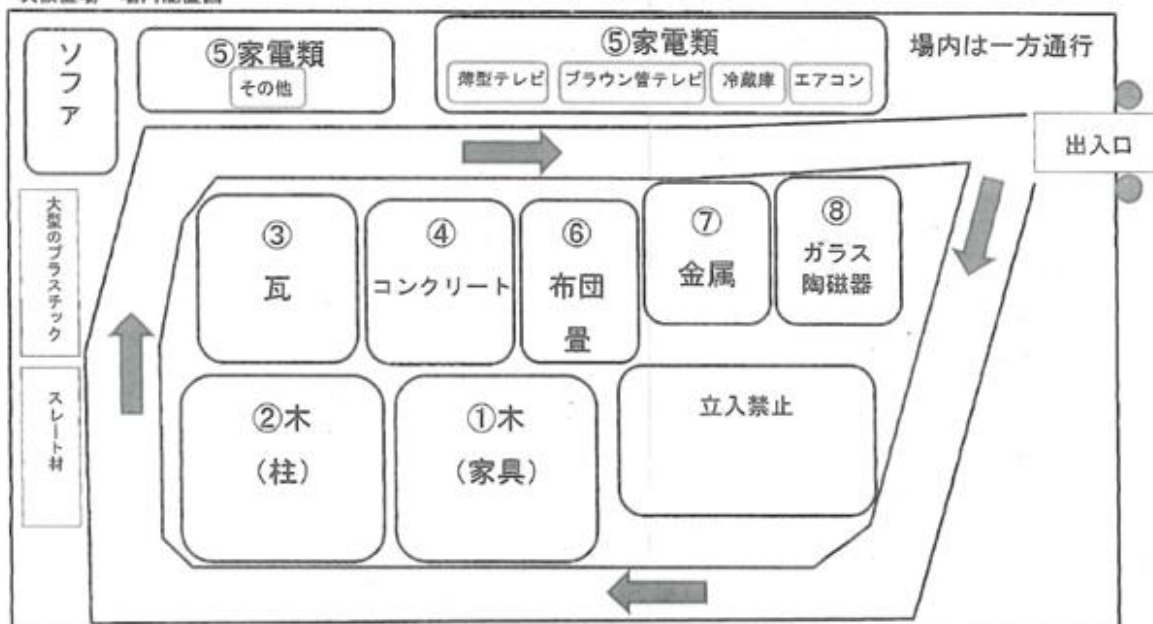 ソファ
⑤家電類
その他
⑤家電類
薄型テレビ
ブラウン管テレビ
冷蔵庫
エアコン
場内は一方通行
出入口
大型のプラスチック
スレート材
③
瓦
④
コンクリート
⑥
布団
畳
⑦
金属
⑧
ガラス
陶磁器
②木
（柱）
①木
（家具）
立入禁止